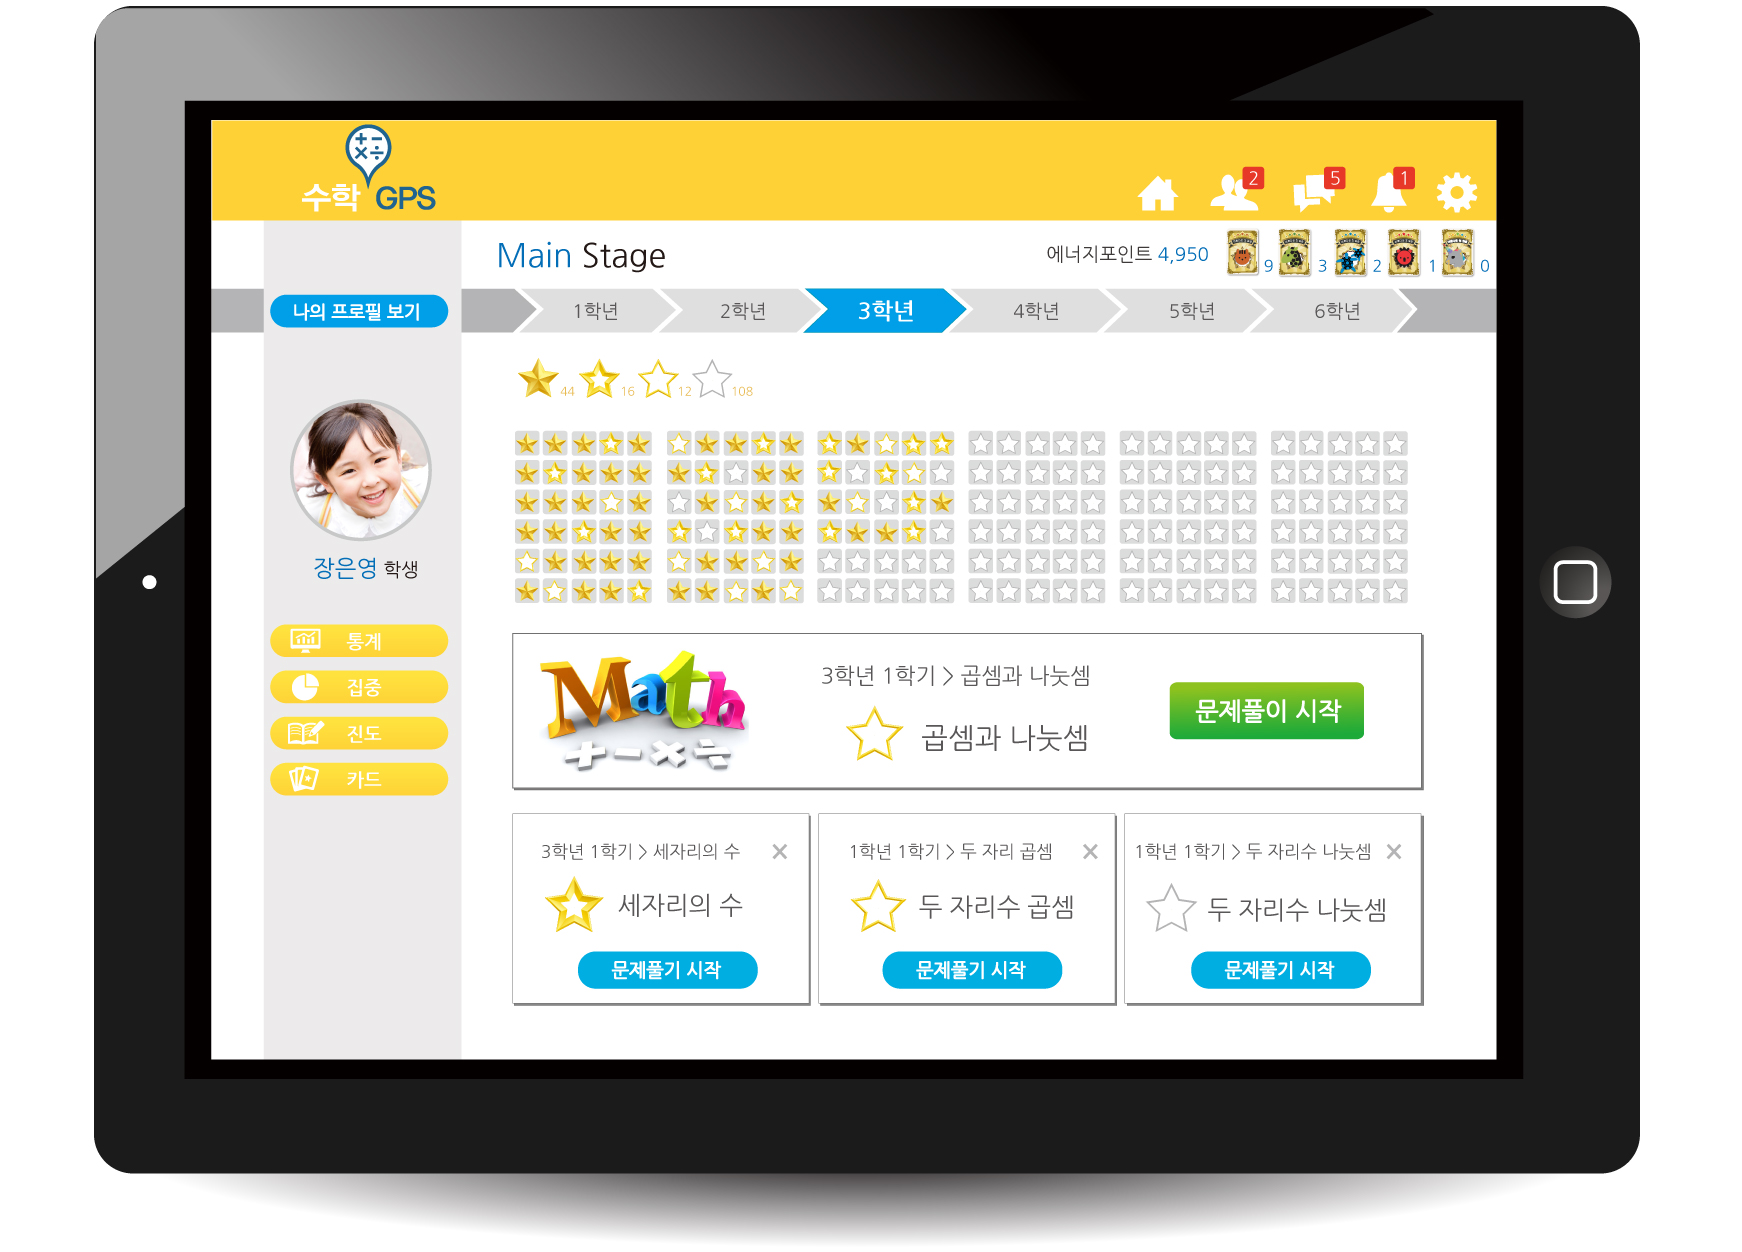 수학 GPS
2
5
1
Main Stage
에너지포인트 4,950
9
3
2
1
0
나의 프로필 보기
1학년
2학년
3학년
4학년
5학년
6학년
44
16
12
108
장은영 학생
통계
집중
진도
카드
Math
3학년 1학기 > 곱셈과 나눗셈
곱셈과 나눗셈
문제풀이 시작
3학년 1학기 > 세자리의 수
세자리의 수
문제풀기 시작
1학년 1학기 > 두 자리 곱셈
두 자리수 곱셈
문제풀기 시작
1학년 1학기 > 두 자리수 나눗셈
두 자리수 나눗셈
문제풀기 시작